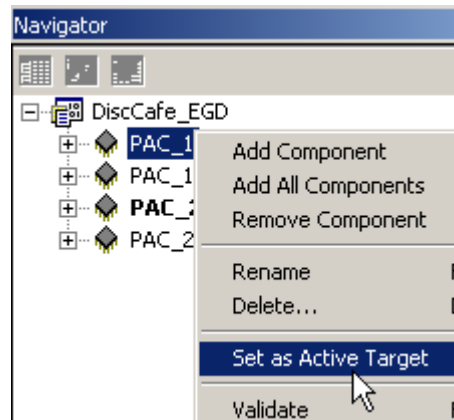 Navigator
DiscCafe_EGD
PAC_1
PAC_1
PAC_2
PAC_2
Add Component
Add All Components
Remove Component
Rename
Delete...
Set as Active Target
Validate